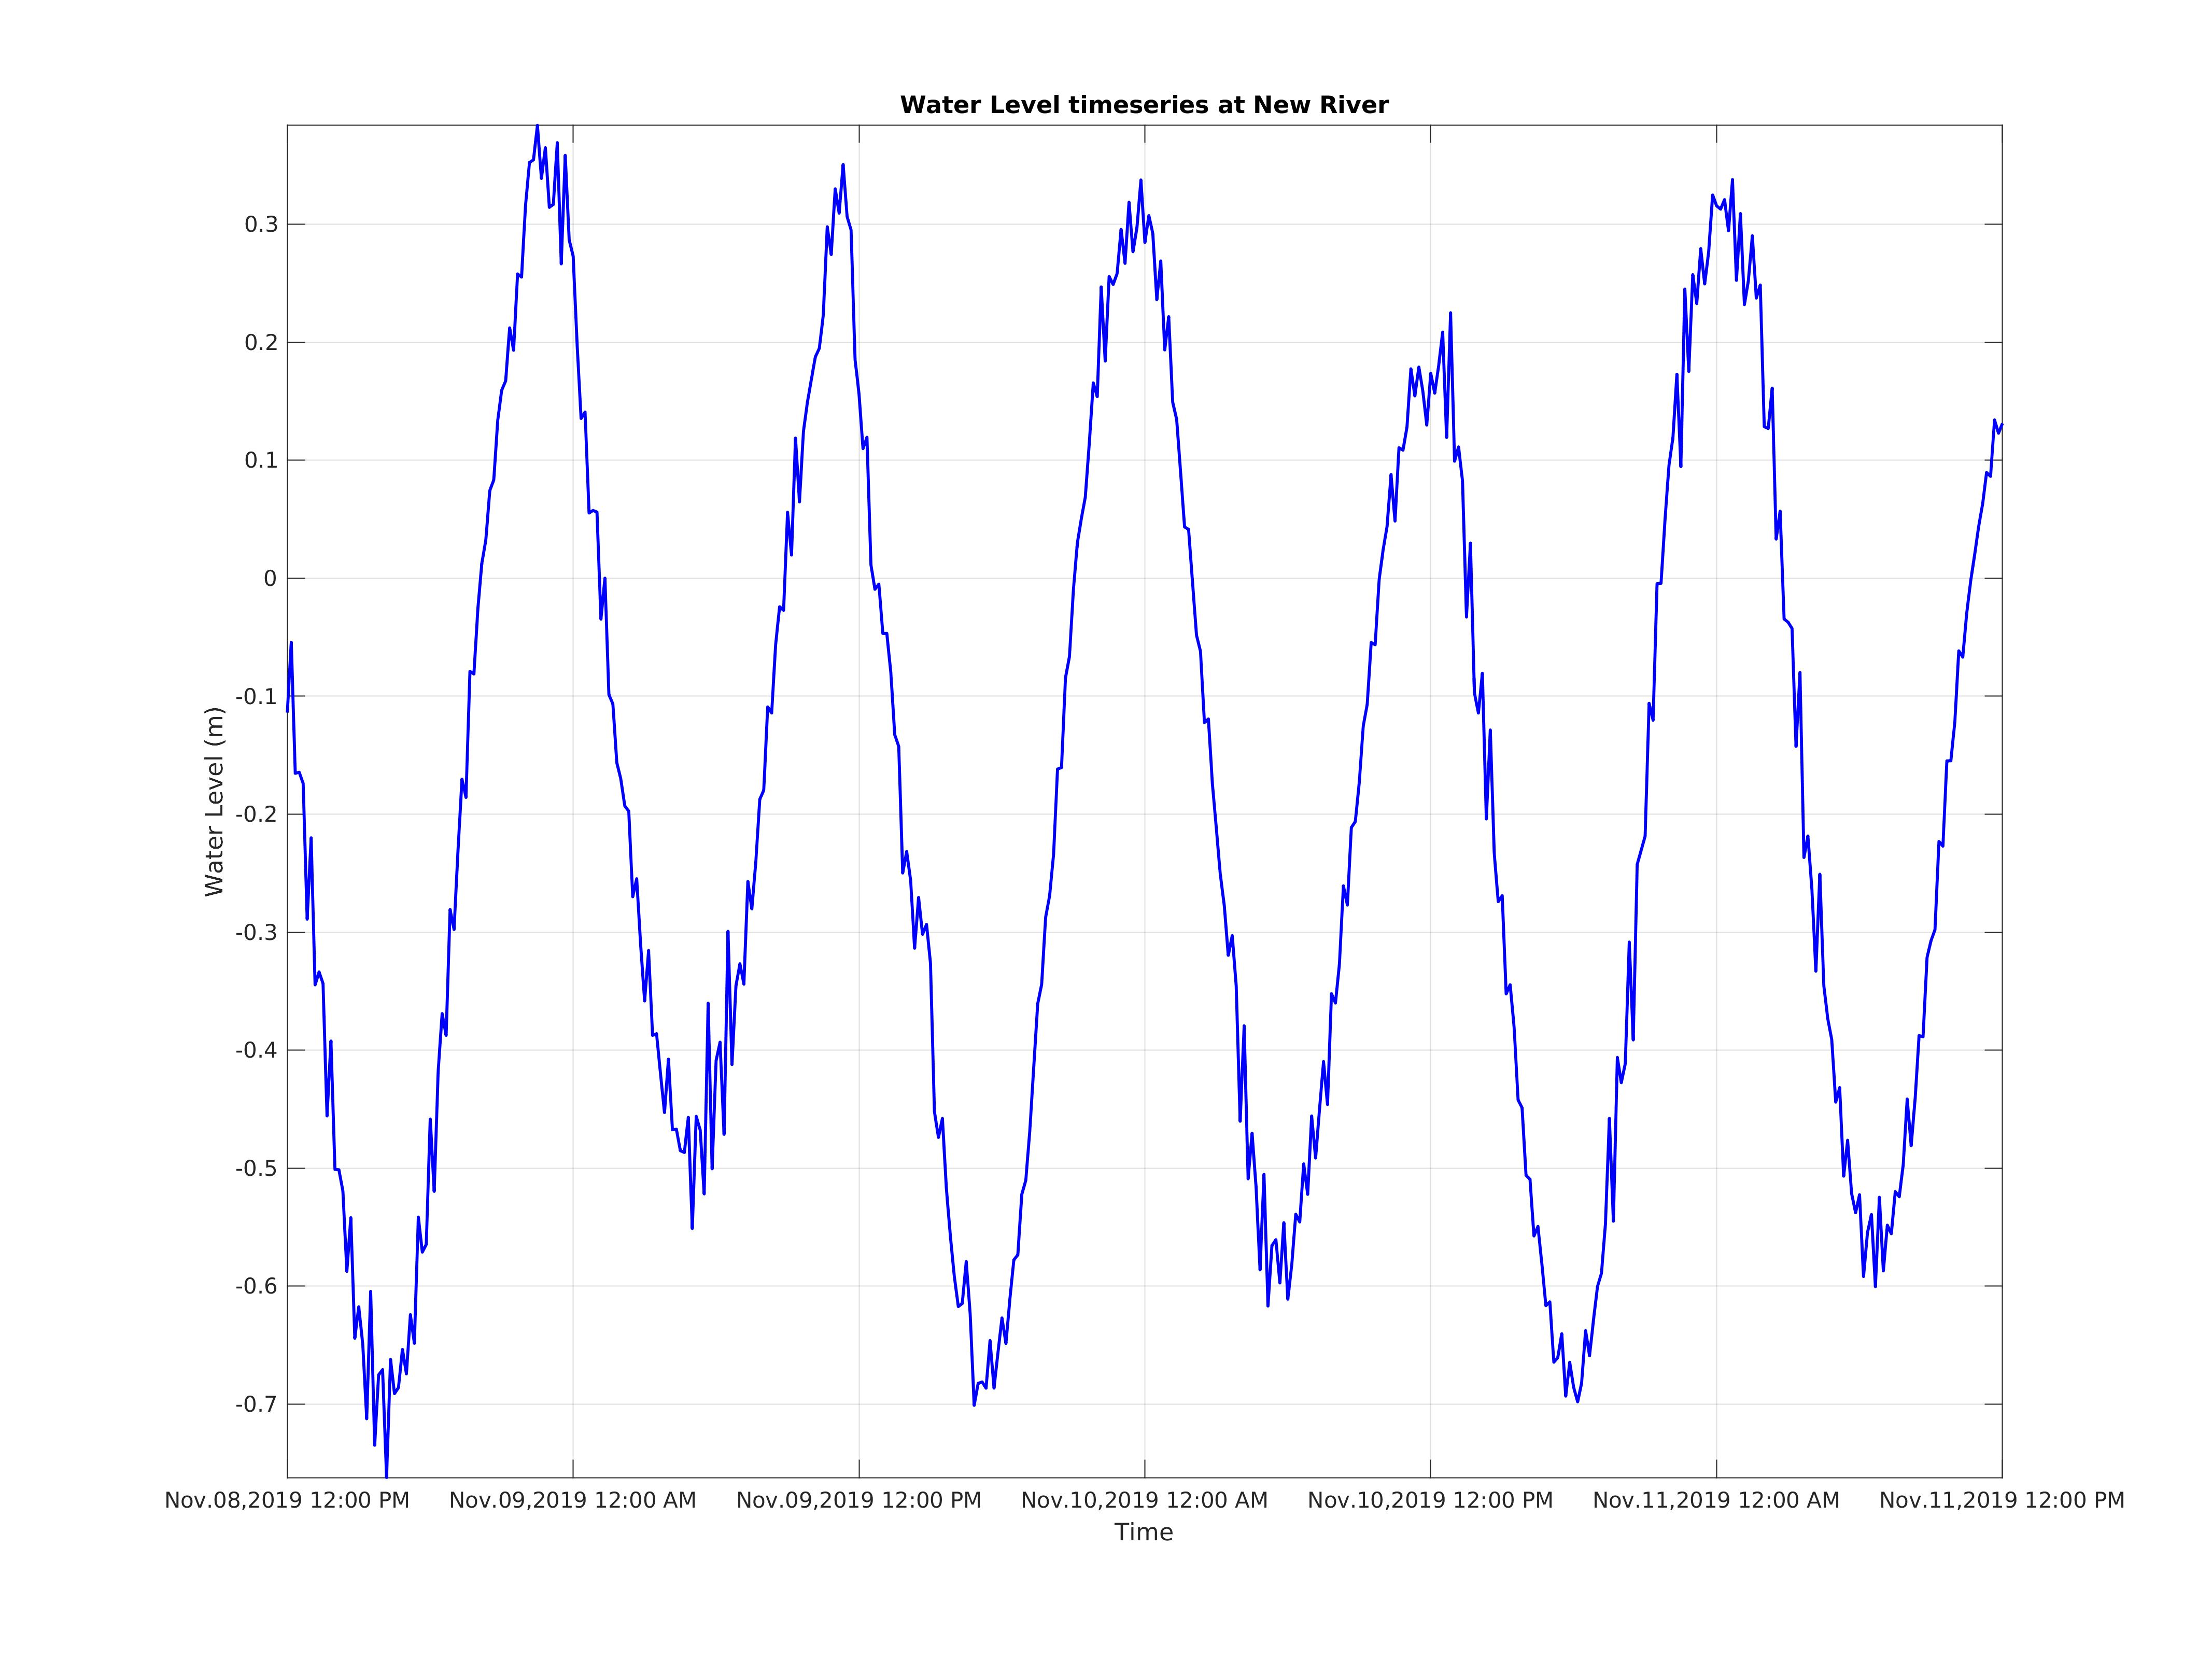 Water Level timeseries at New River
Water Level (m)
0.3
0.2
0.1
0
-0.1
-0.2
-0.3
-0.4
-0.5
-0.6
-0.7
Nov.08,2019 12:00 PM Nov.09,2019 12:00 AM Nov.09,2019 12:00 PM Nov.10,2019 12:00 AM Nov.10,2019 12:00 PM Nov.11,2019 12:00 AM Nov.11,2019 12:00 PM
Time